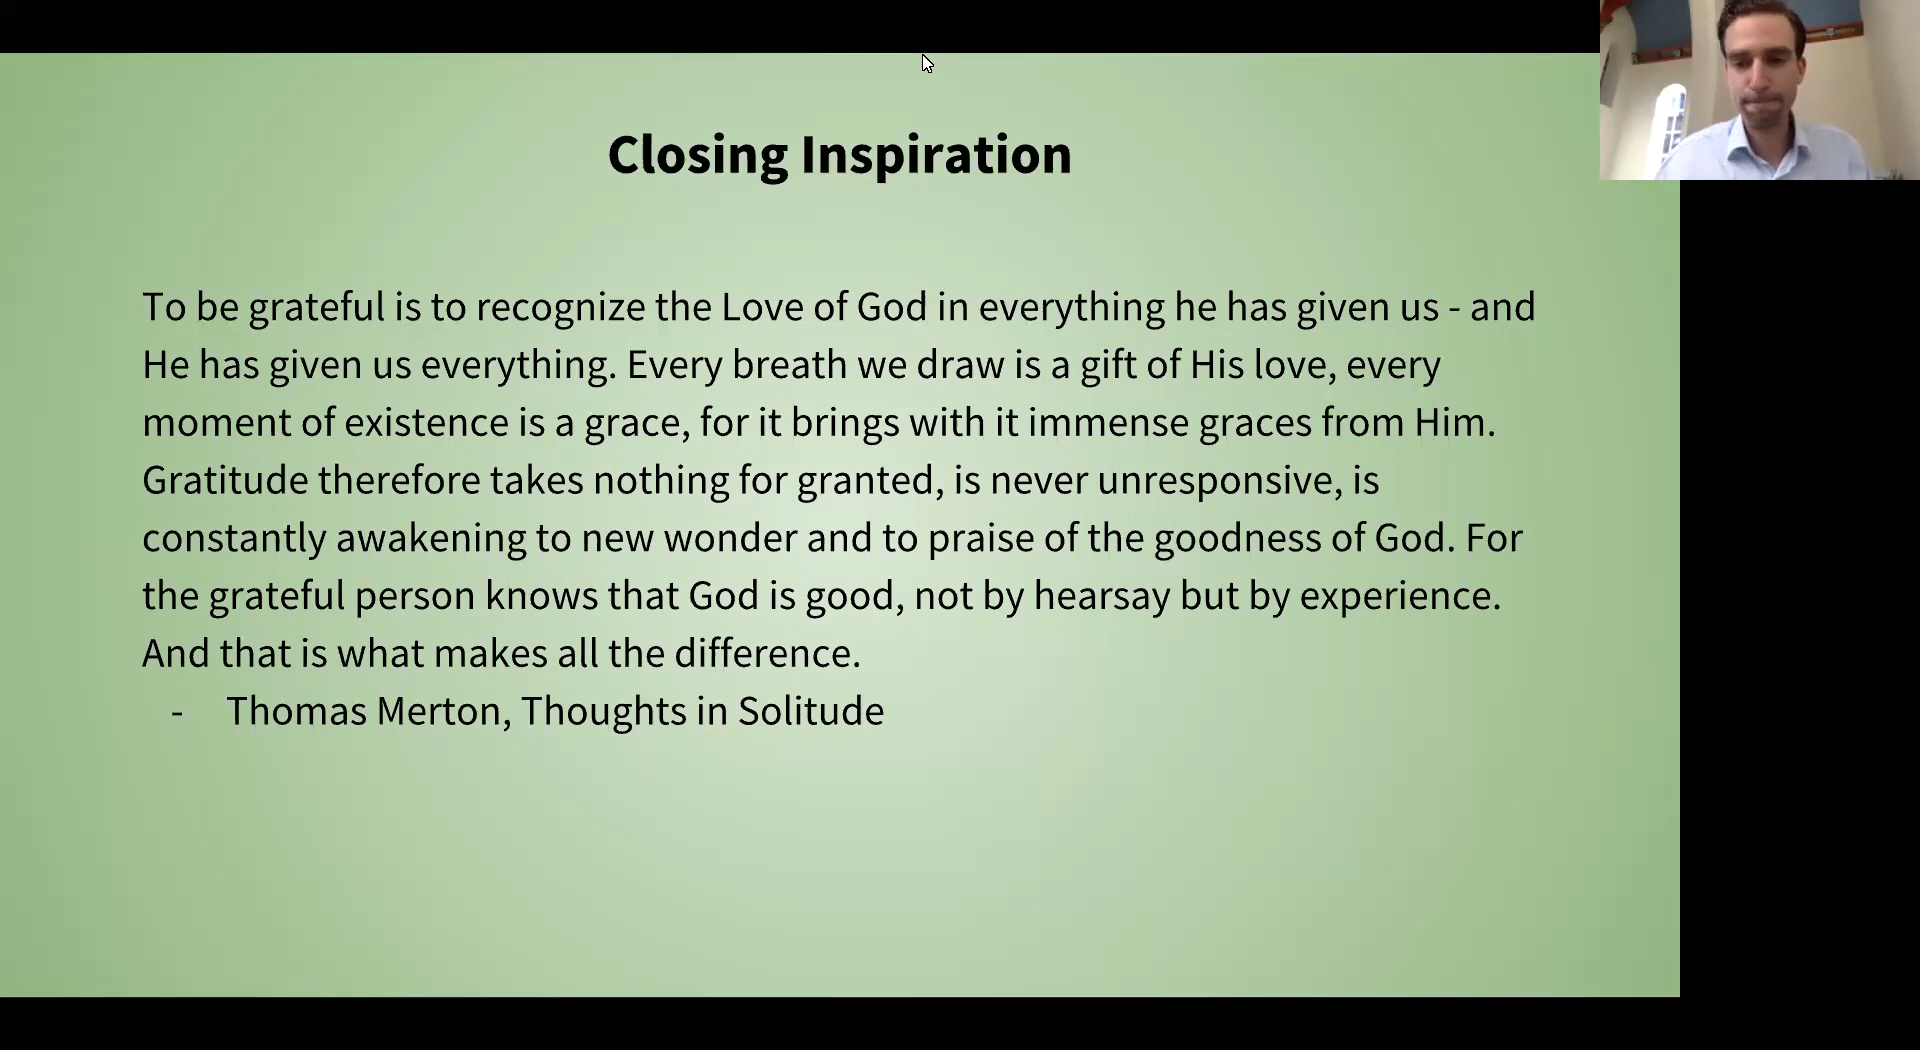 Closing Inspiration
To be grateful is to recognize the Love of God in everything he has given us - and
He has given us everything. Every breath we draw is a gift of His love, every
moment of existence is a grace, for it brings with it immense graces from Him.
Gratitude therefore takes nothing for granted, is never unresponsive, is
constantly awakening to new wonder and to praise of the goodness of God. For
the grateful person knows that God is good, not by hearsay but by experience.
And that is what makes all the difference.
- Thomas Merton, Thoughts in Solitude